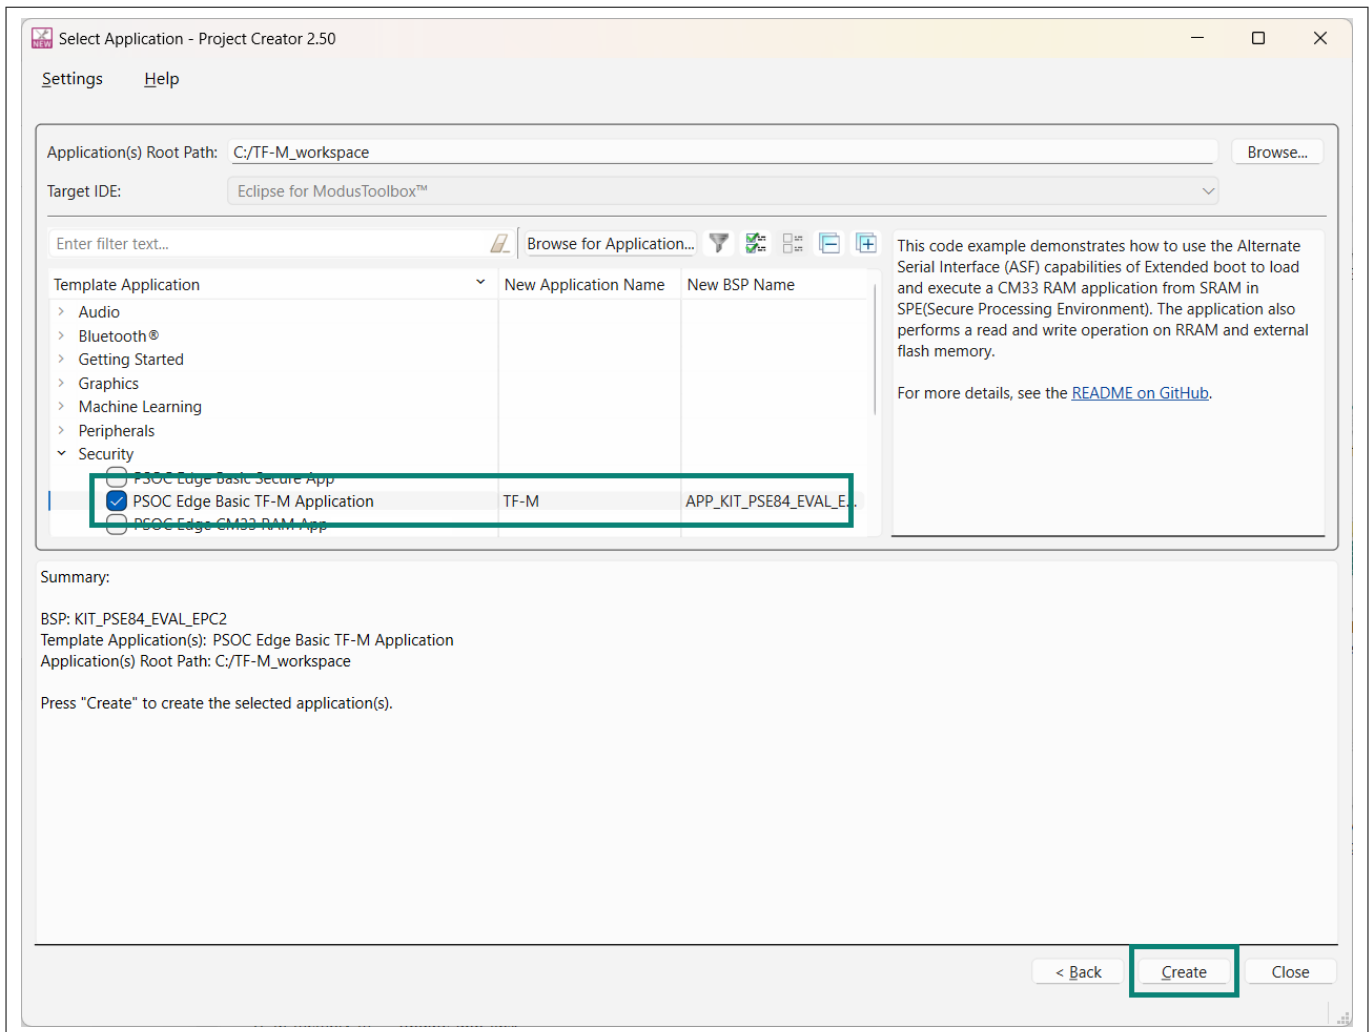 NEW
Select Application - Project Creator 2.50
Settings Help
Application(s) Root Path: C:/TF-M_workspace Browse...
Target IDE: Eclipse for ModusToolbox™
Enter filter text... Browse for Application...
Template Application New Application Name New BSP Name
Audio
Bluetooth®
Getting Started
Graphics
Machine Learning
Peripherals
Security
PSOC Edge Basic Secure App
PSOC Edge Basic TF-M Application TF-M APP_KIT_PSE84_EVAL_E...
PSOC Edge CM33 RAM App
This code example demonstrates how to use the Alternate
Serial Interface (ASF) capabilities of Extended boot to load
and execute a CM33 RAM application from SRAM in
SPE(Secure Processing Environment). The application also
performs a read and write operation on RRAM and external
flash memory.
For more details, see the README on GitHub.
Summary:
BSP: KIT_PSE84_EVAL_EPC2
Template Application(s): PSOC Edge Basic TF-M Application
Application(s) Root Path: C:/TF-M_workspace
Press "Create" to create the selected application(s).
< Back Create Close